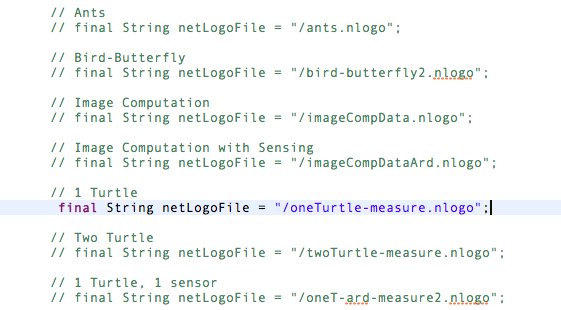 // Ants
// final String netLogoFile = "/ants.nlogo";
// Bird-Butterfly
// final String netLogoFile = "/bird-butterfly2.nlogo";
// Image Computation
// final String netLogoFile = "/imageCompData.nlogo";
// Image Computation with Sensing
// final String netLogoFile = "/imageCompDataArd.nlogo";
// 1 Turtle
final String netLogoFile = "/oneTurtle-measure.nlogo";
// Two Turtle
// final String netLogoFile = "/twoTurtle-measure.nlogo";
// 1 Turtle, 1 sensor
// final String netLogoFile = "/oneT-ard-measure2.nlogo";